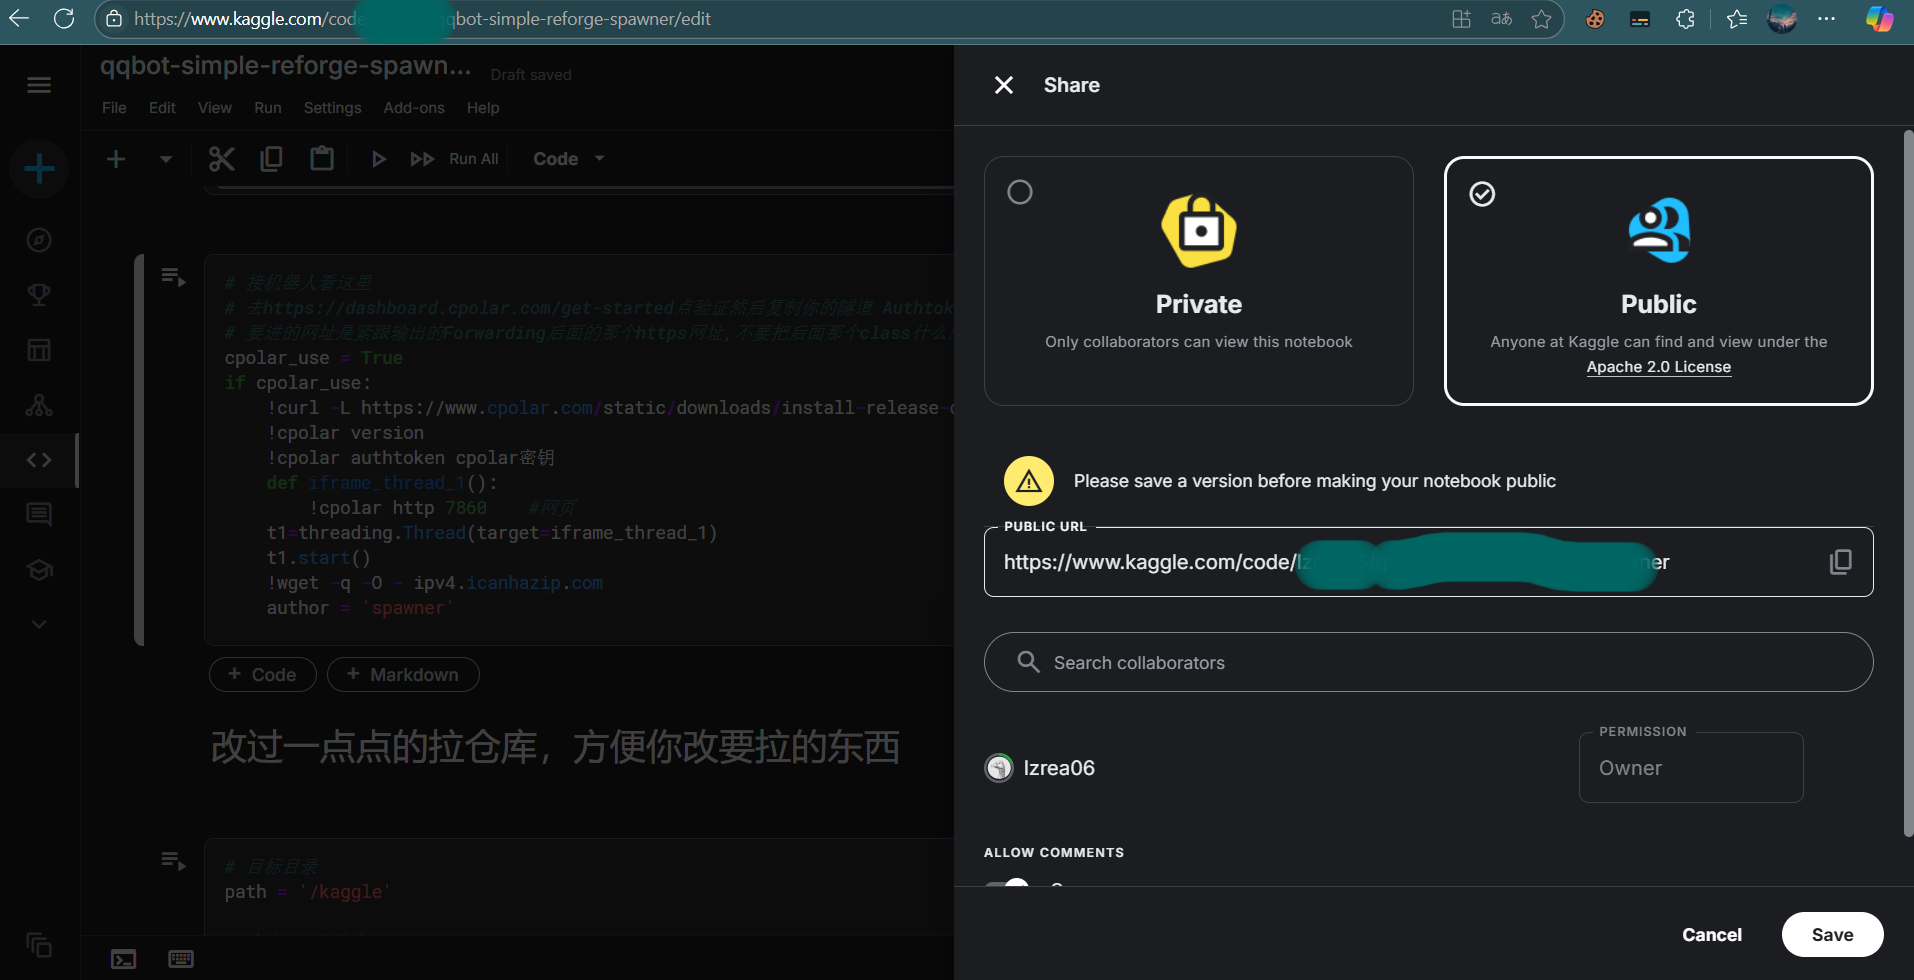 https://www.kaggle.com/code
qbot-simple-reforge-spawner/edit
qqbot-simple-reforge-spawn...
Draft saved
File Edit View Run Settings Add-ons Help
Run All
Code
# 接机器人看这里
# 去https://dashboard.cpolar.com/get-started点验证然后复制你的隧道 Authtok
# 要进的网址是紧跟输出的Forwarding后面的那个https网址,不要把后面那个class什么
cpolar_use = True
if cpolar_use:
!curl -L https://www.cpolar.com/static/downloads/install-release-
!cpolar version
!cpolar authtoken cpolar密钥
def iframe_thread_1():
!cpolar http 7860 #网页
t1=threading.Thread(target=iframe_thread_1)
t1.start()
!wget -q -O - ipv4.icanhazip.com
author = 'spawner'
+ Code
+ Markdown
改过一点点的拉仓库，方便你改要拉的东西
# 目标目录
path = '/kaggle'
Share
Private
Only collaborators can view this notebook
Public
Anyone at Kaggle can find and view under the
Apache 2.0 License
Please save a version before making your notebook public
PUBLIC URL
https://www.kaggle.com/code/lz
ner
Search collaborators
lzrea06
PERMISSION
Owner
ALLOW COMMENTS
Cancel
Save